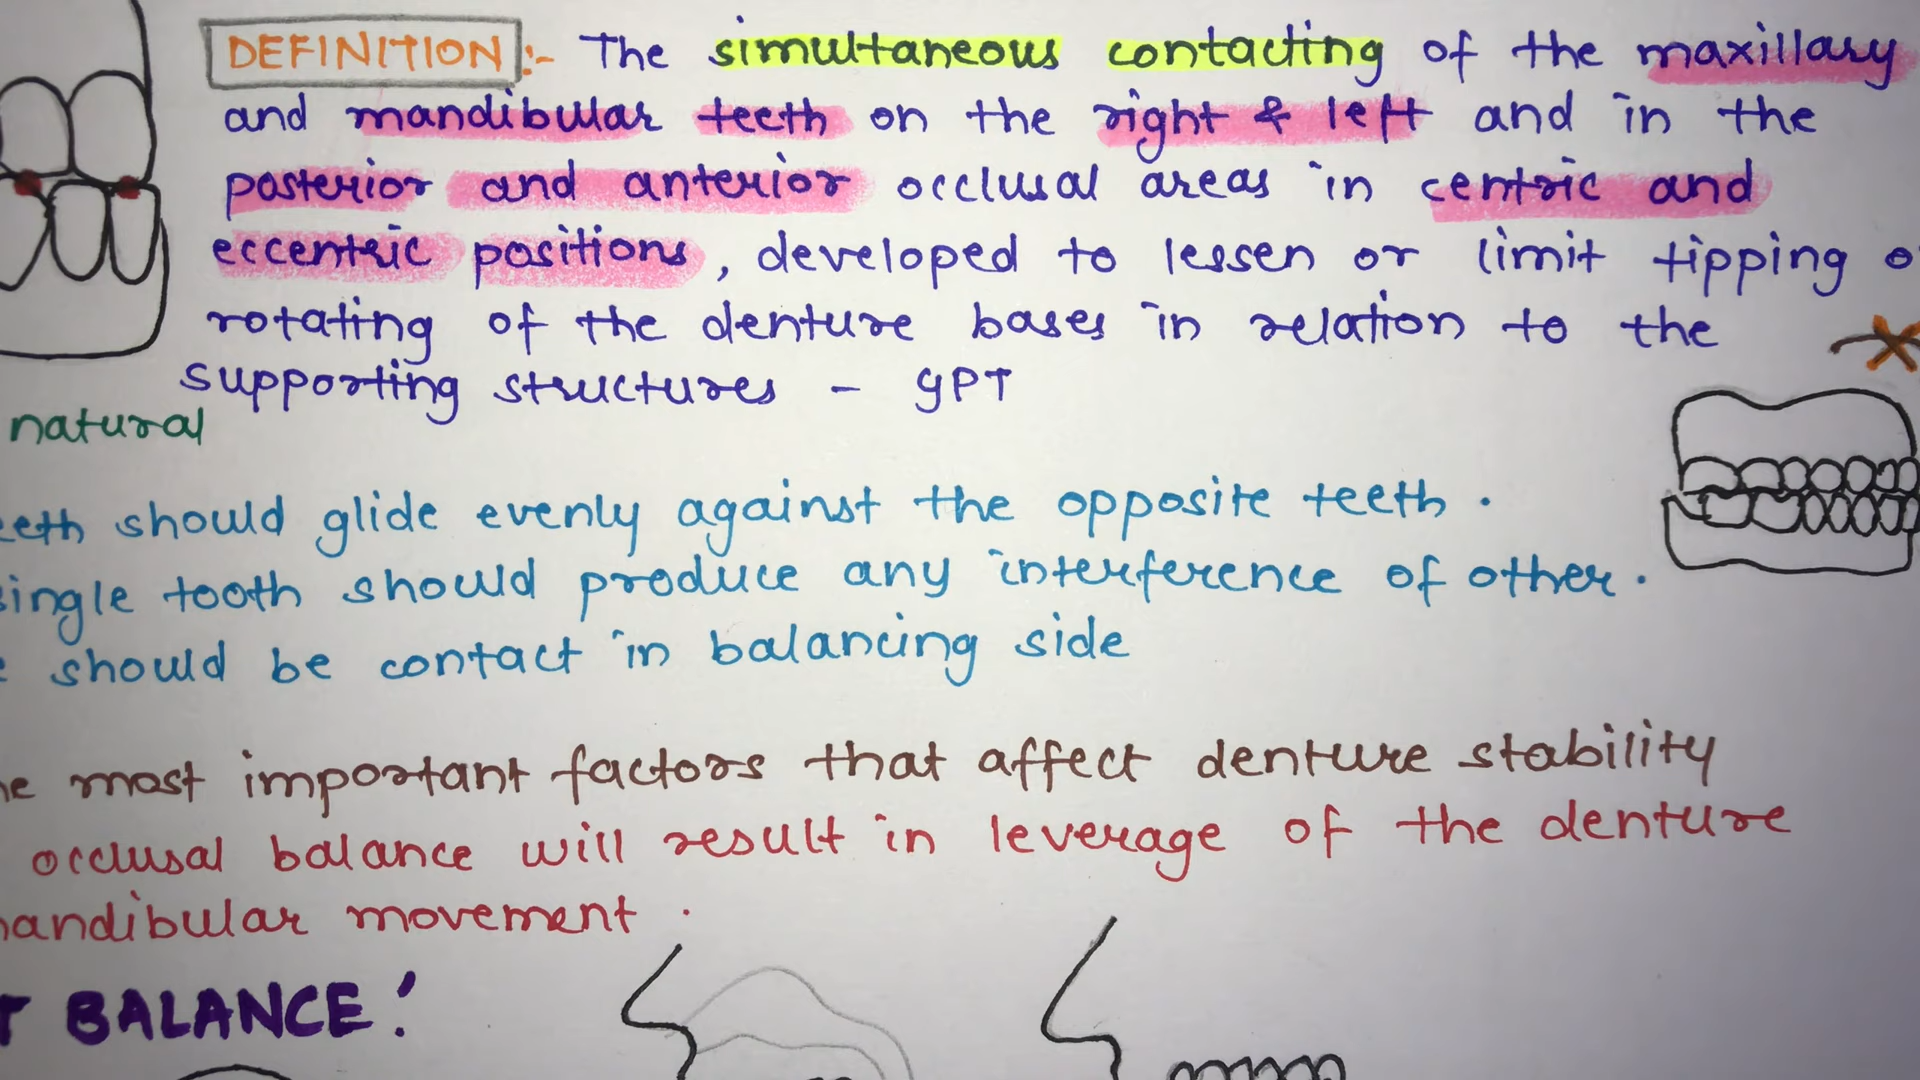 DEFINITION :- The simultaneous contacting of the maxillary
and mandibular teeth on the right & left and in the
posterior and anterior occlusal areas in centric and
eccentric positions, developed to lessen or limit tipping
rotating of the denture bases in relation to the
supporting structures - GPT
natural
should glide evenly against the opposite teeth.
single tooth should produce any interference of other.
should be contact in balancing side
most important factors that affect denture stability
occlusal balance will result in leverage of the denture
mandibular movement.
BALANCE: